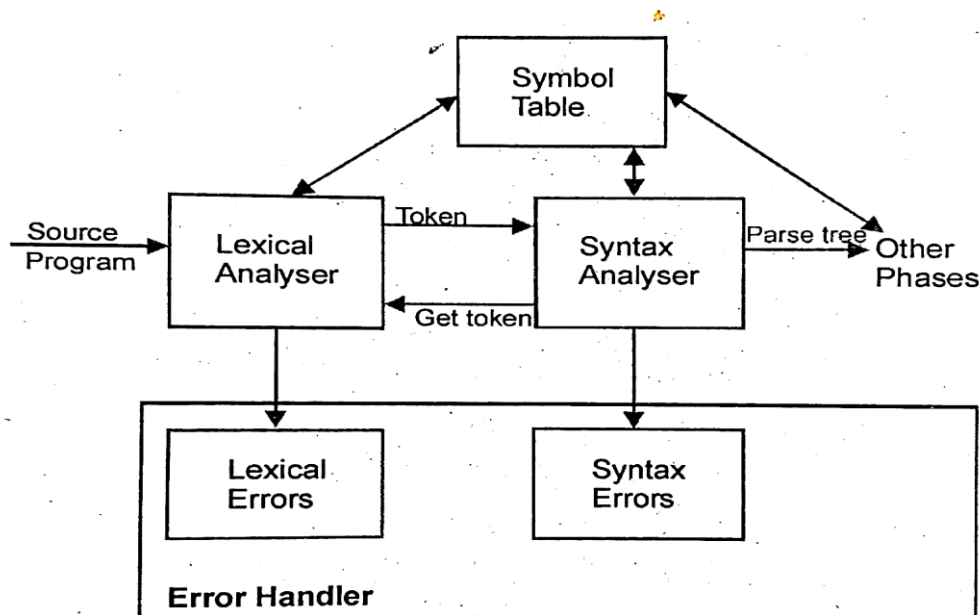 Symbol
Table
Source
Program
Lexical
Analyser
Token
Get token
Syntax
Analyser
Parse tree
Other
Phases
Lexical
Errors
Syntax
Errors
Error Handler